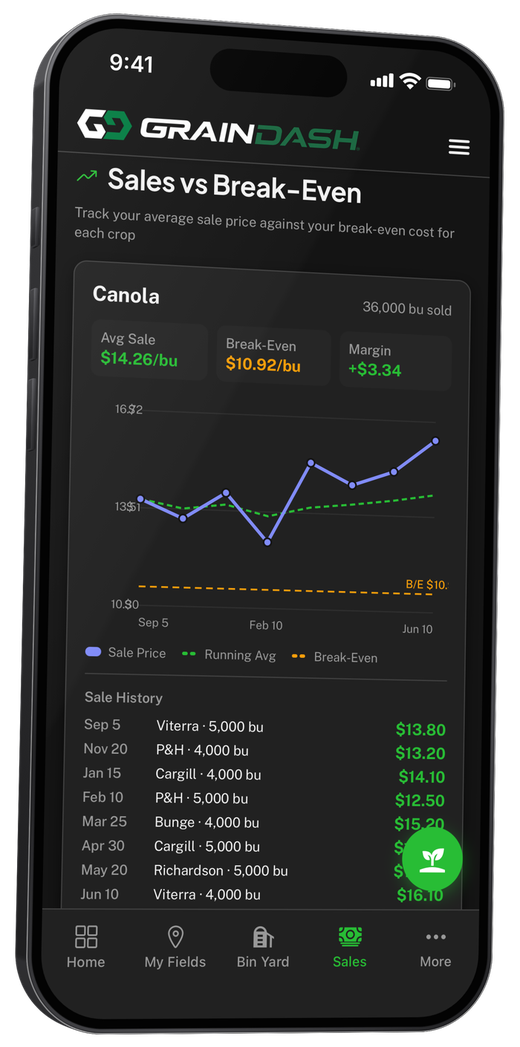 9:41
GRAINDASH
Sales vs Break-Even
Track your average sale price against your break-even cost for
each crop
Canola
36,000 bu sold
Avg Sale
$14.26/bu
Break-Even
$10.92/bu
Margin
+$3.34
B/E $10.
Sep 5
Feb 10
Jun 10
Sale Price
Running Avg
Break-Even
Sale History
Sep 5 Viterra · 5,000 bu $13.80
Nov 20 P&H · 4,000 bu $13.20
Jan 15 Cargill · 4,000 bu $14.10
Feb 10 P&H · 5,000 bu $12.50
Mar 25 Bunge · 4,000 bu $15.20
Apr 30 Cargill · 5,000 bu
May 20 Richardson · 5,000 bu
Jun 10 Viterra · 4,000 bu $16.10
Home
My Fields
Bin Yard
Sales
More